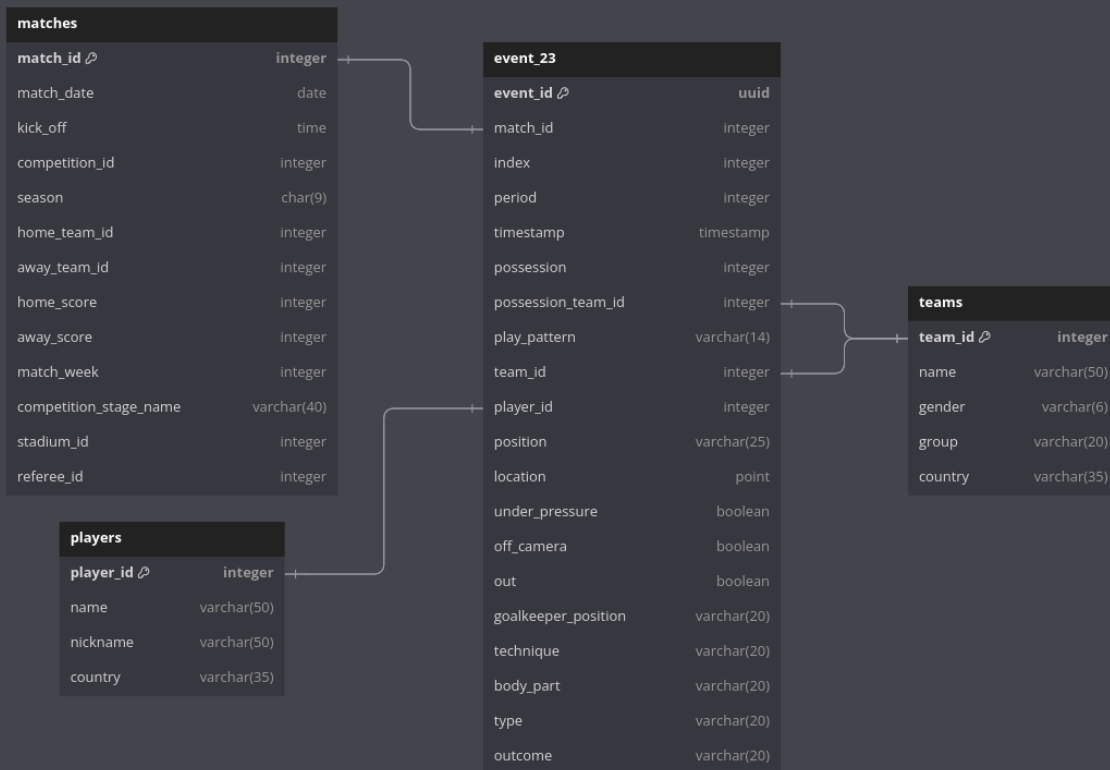 matches
match_id integer
match_date date
kick_off time
competition_id integer
season char(9)
home_team_id integer
away_team_id integer
home_score integer
away_score integer
match_week integer
competition_stage_name varchar(40)
stadium_id integer
referee_id integer
players
player_id integer
name varchar(50)
nickname varchar(50)
country varchar(35)
event_23
event_id uuid
match_id integer
index integer
period integer
timestamp timestamp
possession integer
possession_team_id integer
play_pattern varchar(14)
team_id integer
player_id integer
position varchar(25)
location point
under_pressure boolean
off_camera boolean
out boolean
goalkeeper_position varchar(20)
technique varchar(20)
body_part varchar(20)
type varchar(20)
outcome varchar(20)
teams
team_id integer
name varchar(50)
gender varchar(6)
group varchar(20)
country varchar(35)